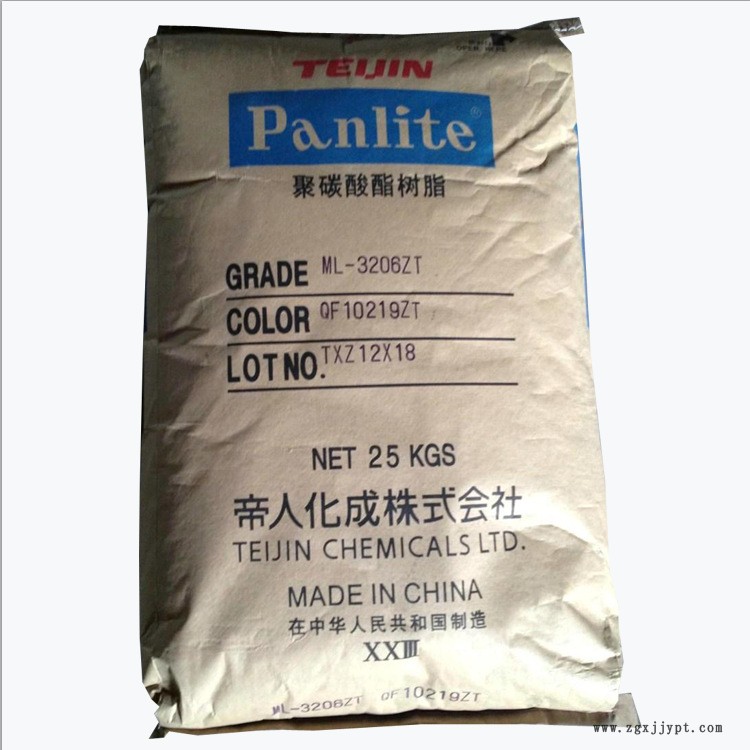 TEIJIN
Panlite®
聚碳酸酯树脂
GRADE ML-3206ZT
COLOR QF10219ZT
LOT NO. TXZ12X18
NET 25 KGS
帝人化成株式会社
TEIJIN CHEMICALS LTD.
MADE IN CHINA
在中华人民共和国制造
XXIII
ML-3206ZT QF10219ZT
www.zgxjjypt.com